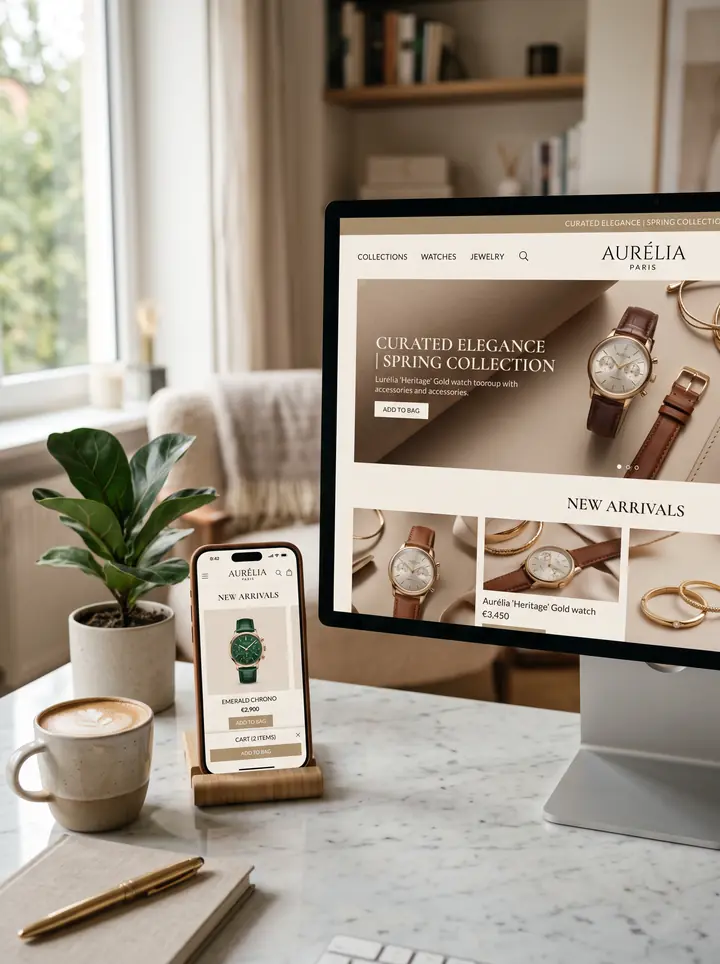 CURATED ELEGANCE | SPRING COLLECTIO
COLLECTIONS WATCHES JEWELRY
AURÉLIA
PARIS
CURATED ELEGANCE
| SPRING COLLECTION
Lurélia 'Heritage' Gold watch tooroup with
accessories and accessories.
ADD TO BAG
NEW ARRIVALS
Aurélia 'Heritage' Gold watch
€3,450
AURÉLIA
PARIS
NEW ARRIVALS
EMERALD CHRONO
€2,900
ADD TO BAG
CART (2 ITEMS)
ADD TO BAG